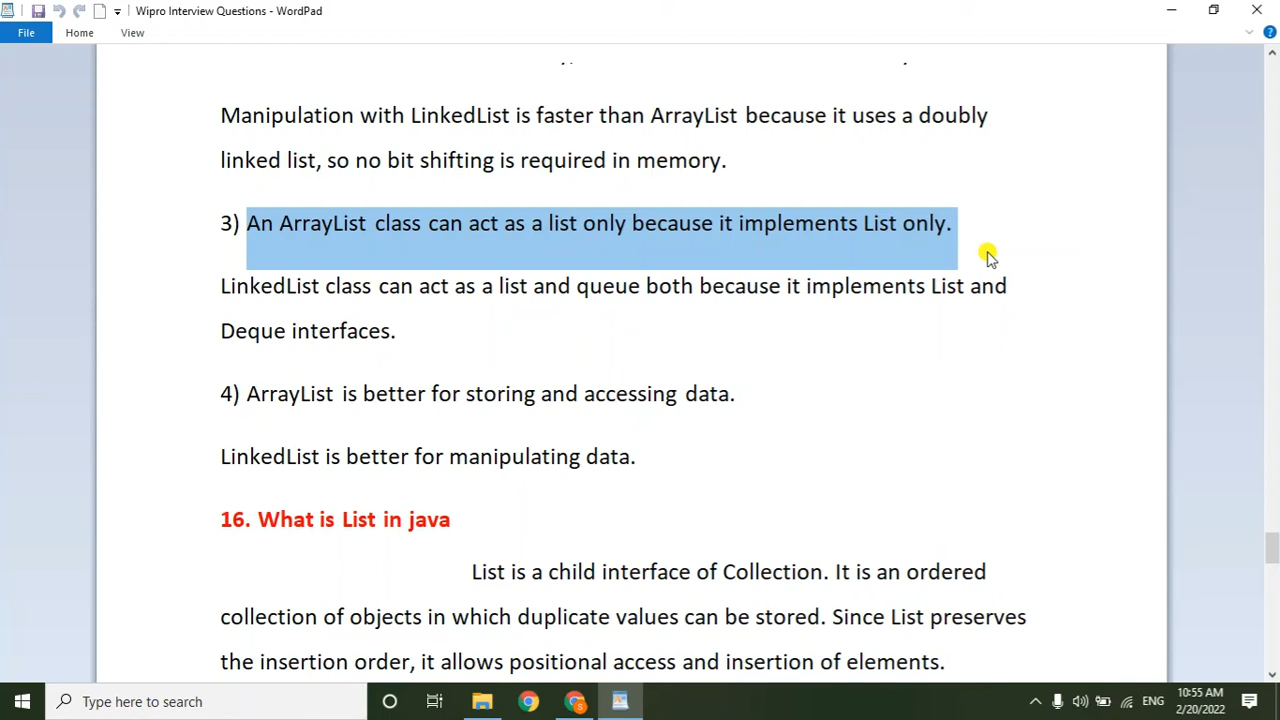 Wipro Interview Questions - WordPad
File Home View
Manipulation with LinkedList is faster than ArrayList because it uses a doubly
linked list, so no bit shifting is required in memory.
3) An ArrayList class can act as a list only because it implements List only.
LinkedList class can act as a list and queue both because it implements List and
Deque interfaces.
4) ArrayList is better for storing and accessing data.
LinkedList is better for manipulating data.
16. What is List in java
List is a child interface of Collection. It is an ordered
collection of objects in which duplicate values can be stored. Since List preserves
the insertion order, it allows positional access and insertion of elements.
Type here to search
ENG
10:55 AM
2/20/2022